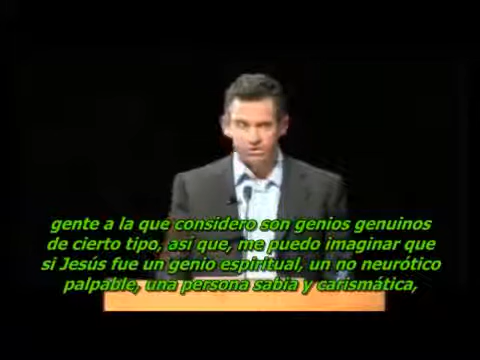 gente a la que considero son genios genuinos
de cierto tipo, así que, me puedo imaginar que
si Jesús fue un genio espiritual, un no neurótico
palpable, una persona sabia y carismática,